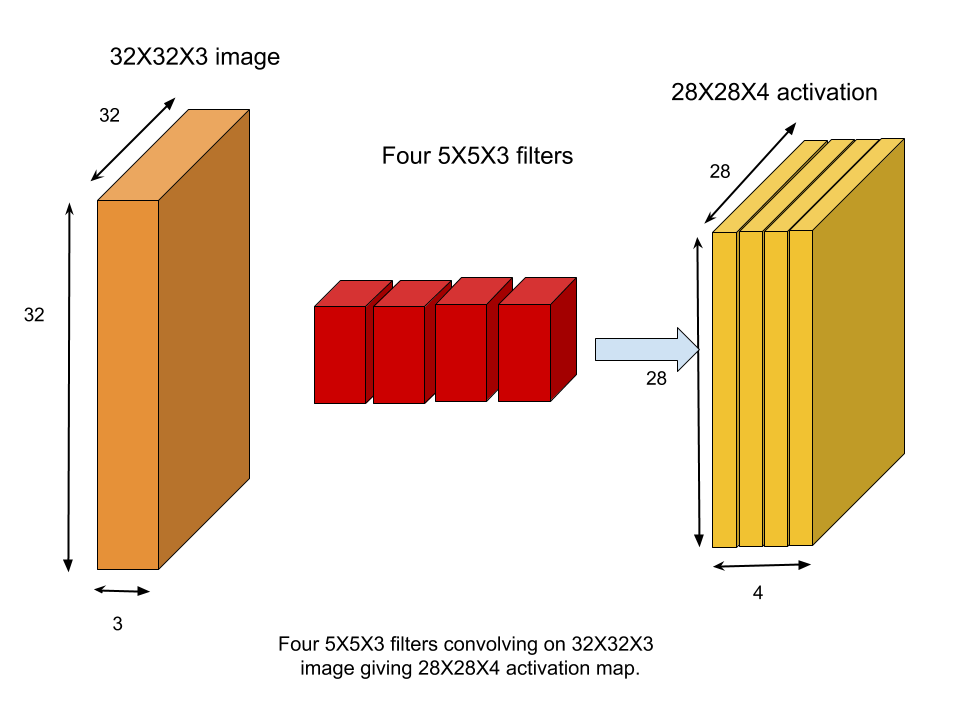 32X32X3 image
32
32
3
Four 5X5X3 filters
28X28X4 activation
28
28
4
Four 5X5X3 filters convolving on 32X32X3
image giving 28X28X4 activation map.